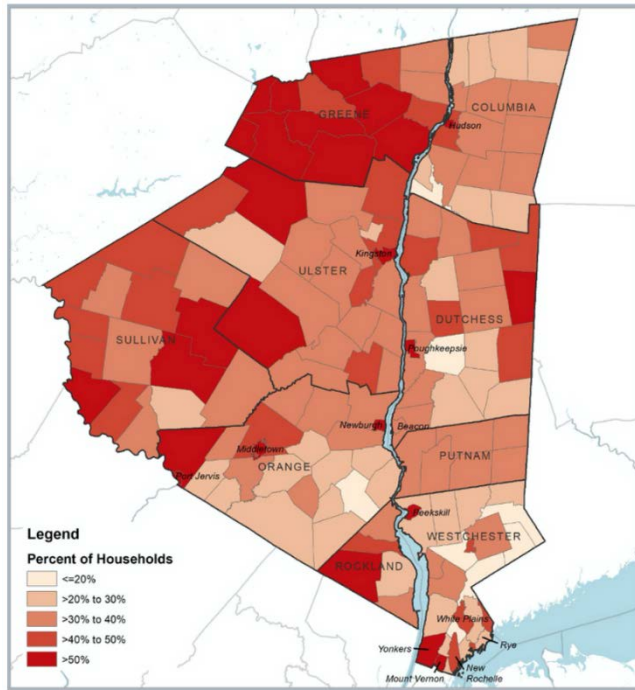 COLUMBIA
GREENE
Hudson
Kingston
ULSTER
DUTCHESS
SULLIVAN
Poughkeepsie
Newburgh
Beacon
Middletown
PUTNAM
ORANGE
Port Jervis
Peekskill
WESTCHESTER
ROCKLAND
White Plains
Rye
Yonkers
New
Rochelle
Mount Vernon
Legend
Percent of Households
<=20%
>20% to 30%
>30% to 40%
>40% to 50%
>50%